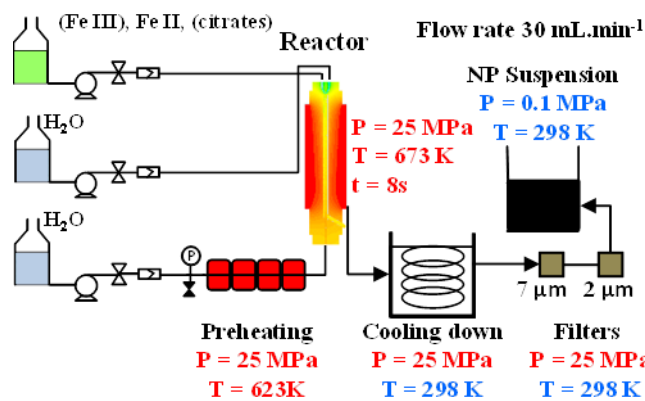 (Fe III), Fe II, (citrates)
Reactor
Flow rate 30 mL.min-1
NP Suspension
P = 0.1 MPa
T = 298 K
H2O
P = 25 MPa
T = 673 K
t = 8s
H2O
P
7 µm
2 µm
Preheating
P = 25 MPa
T = 623K
Cooling down
P = 25 MPa
T = 298 K
Filters
P = 25 MPa
T = 298 K